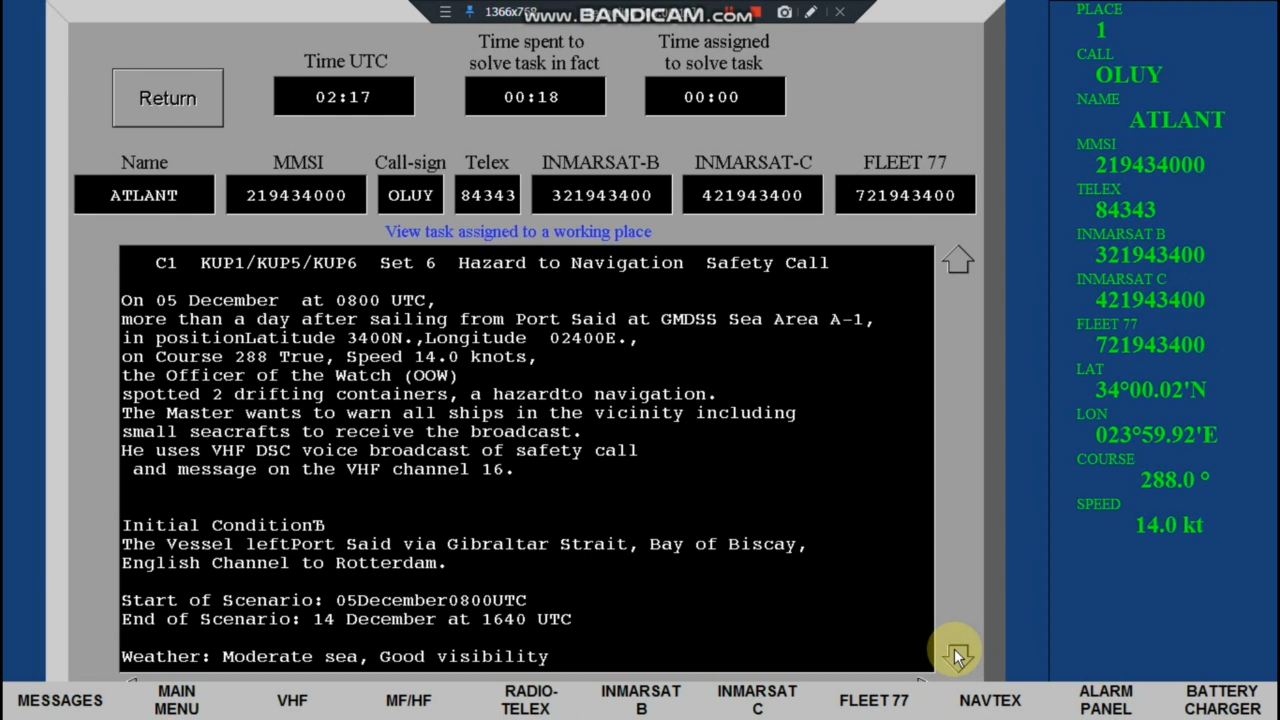 1366x768
www.BANDICAM.com
Return
Time UTC
02:17
Time spent to
solve task in fact
00:18
Time assigned
to solve task
00:00
Name
ATLANT
MMSI
219434000
Call-sign
OLUY
Telex
84343
INMARSAT-B
321943400
INMARSAT-C
421943400
FLEET 77
721943400
View task assigned to a working place
C1 KUP1/KUP5/KUP6 Set 6 Hazard to Navigation Safety Call
On 05 December at 0800 UTC,
more than a day after sailing from Port Said at GMDSS Sea Area A-1,
in positionLatitude 3400N.,Longitude 02400E.,
on Course 288 True, Speed 14.0 knots,
the Officer of the Watch (OOW)
spotted 2 drifting containers, a hazardto navigation.
The Master wants to warn all ships in the vicinity including
small seacrafts to receive the broadcast.
He uses VHF DSC voice broadcast of safety call
and message on the VHF channel 16.
Initial ConditionЂ
The Vessel leftPort Said via Gibraltar Strait, Bay of Biscay,
English Channel to Rotterdam.
Start of Scenario: 05December0800UTC
End of Scenario: 14 December at 1640 UTC
Weather: Moderate sea, Good visibility
PLACE
1
CALL
OLUY
NAME
ATLANT
MMSI
219434000
TELEX
84343
INMARSAT B
321943400
INMARSAT C
421943400
FLEET 77
721943400
LAT
34°00.02'N
LON
023°59.92'E
COURSE
288.0 °
SPEED
14.0 kt
MESSAGES
MAIN
MENU
VHF
MF/HF
RADIO-
TELEX
INMARSAT
B
INMARSAT
C
FLEET 77
NAVTEX
ALARM
PANEL
BATTERY
CHARGER